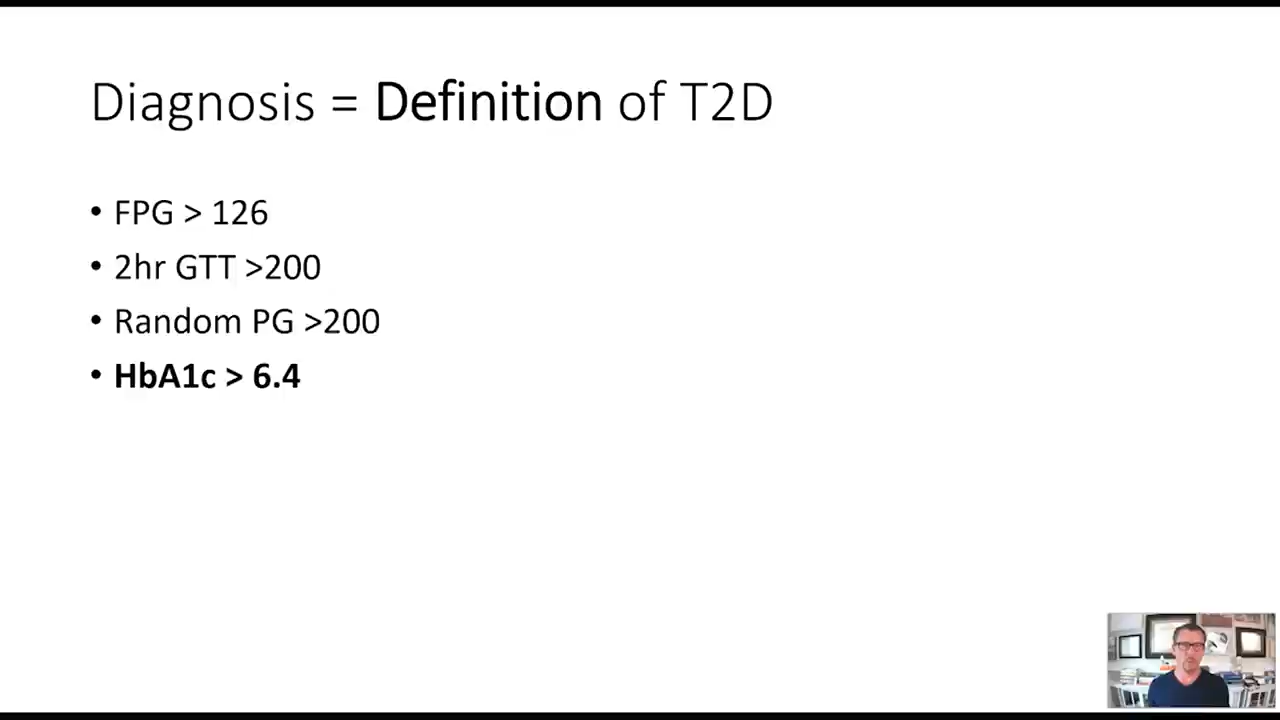 Diagnosis = Definition of T2D
• FPG > 126
• 2hr GTT >200
• Random PG >200
• HbA1c > 6.4